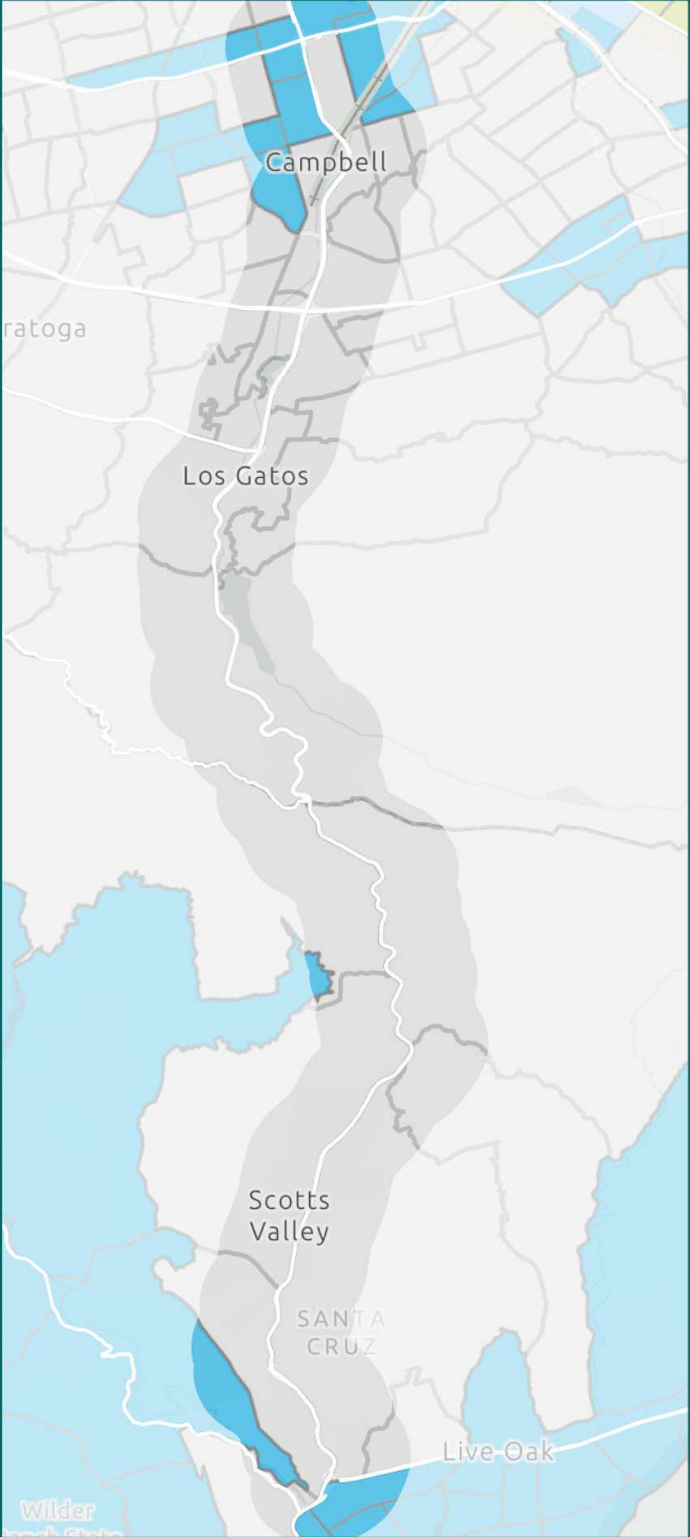 Campbell
ratoga
Los Gatos
Scotts
Valley
SANTA
CRUZ
Live Oak
Wilder